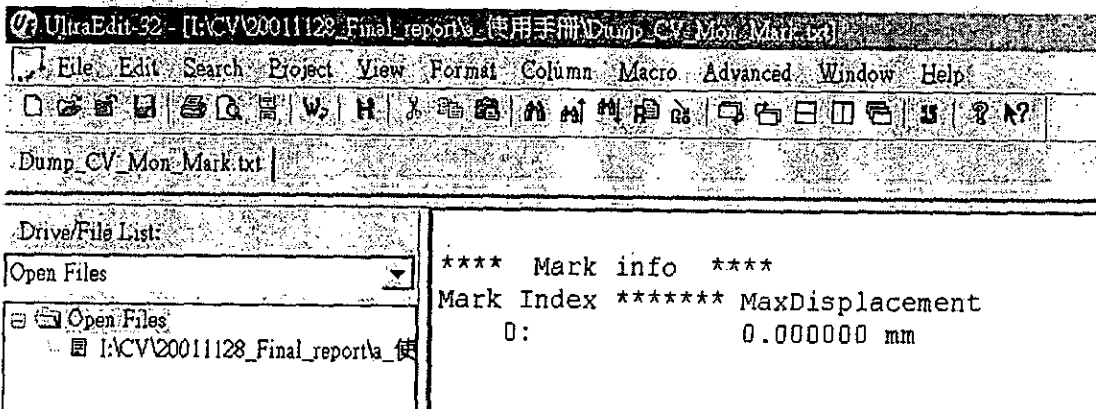 UltraEdit-32 - [I:\CV\20011128_Final_report\a_使用手冊\Dump_CV_Mon_Mark.txt]
File Edit Search Project View Format Column Macro Advanced Window Help
Dump_CV_Mon_Mark.txt
Drive/File List:
Open Files
Open Files
I:\CV\20011128_Final_report\a_使
**** Mark info ****
Mark Index ******* MaxDisplacement
0: 0.000000 mm